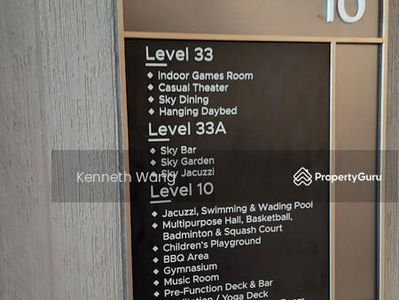 10
Level 33
Indoor Games Room
Casual Theater
Sky Dining
Hanging Daybed
Level 33A
Sky Bar
Sky Garden
Sky Jacuzzi
Kenneth Wang
PropertyGuru
Level 10
Jacuzzi, Swimming & Wading Pool
Multipurpose Hall, Basketball,
Badminton & Squash Court
Children's Playground
BBQ Area
Gymnasium
Music Room
Pre-Function Deck & Bar
/ Yoga Deck
Room